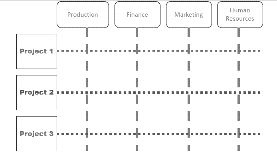 Production
Finance
Marketing
Human
Resources
Project 1
Project 2
Project 3